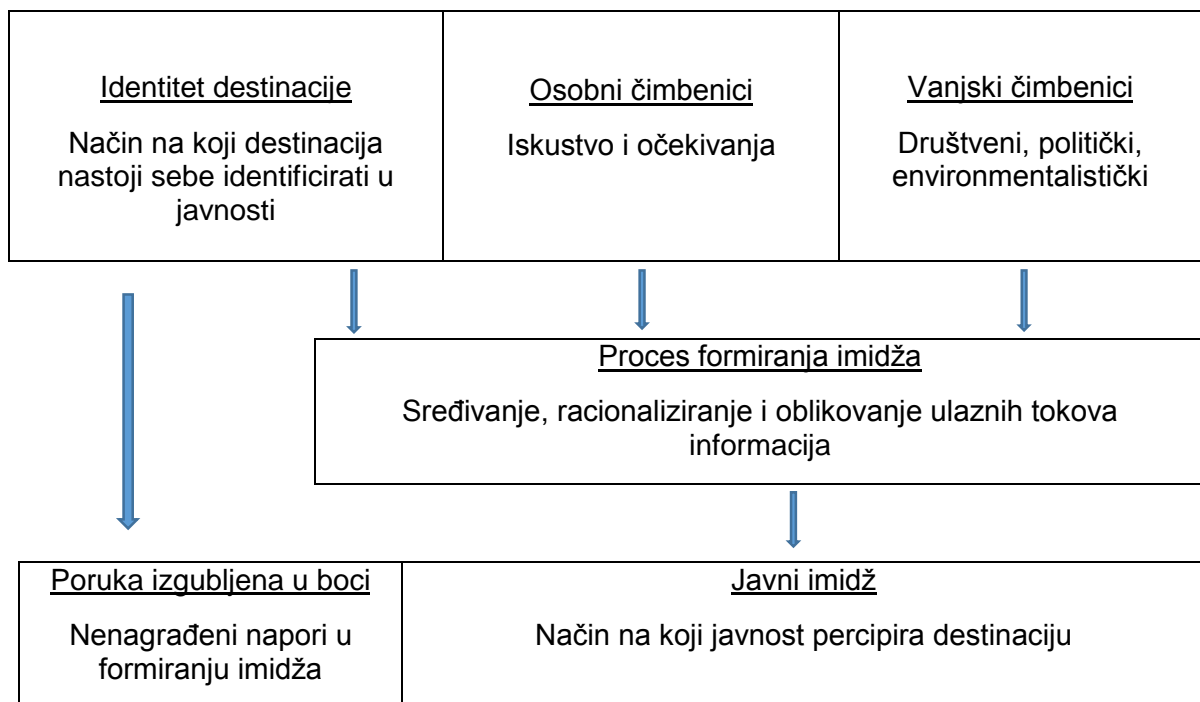 Identitet destinacije
Način na koji destinacija
nastoji sebe identificirati u
javnosti
Osobni čimbenici
Iskustvo i očekivanja
Vanjski čimbenici
Društveni, politički,
environmentalistički
Proces formiranja imidža
Sređivanje, racionaliziranje i oblikovanje ulaznih tokova
informacija
Poruka izgubljena u boci
Nenagrađeni napori u
formiranju imidža
Javni imidž
Način na koji javnost percipira destinaciju